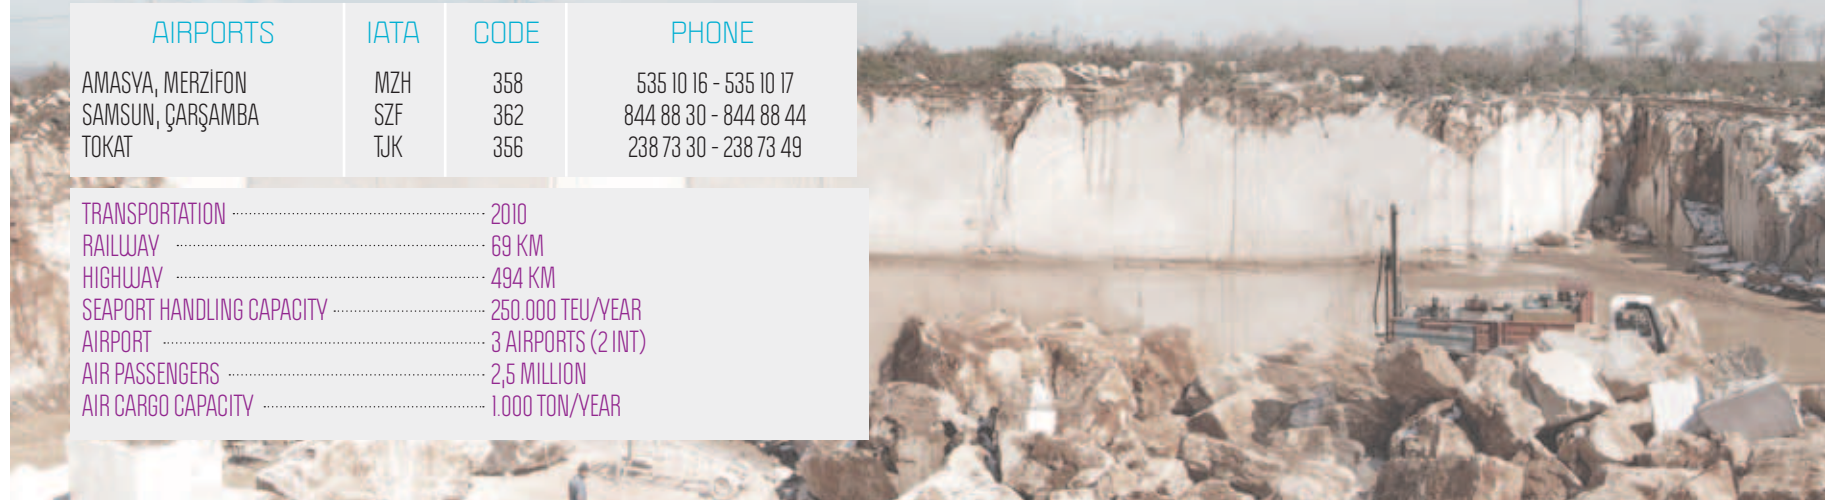 AIRPORTS IATA CODE PHONE
AMASYA, MERZİFON MZH 358 535 10 16 - 535 10 17
SAMSUN, ÇARŞAMBA SZF 362 844 88 30 - 844 88 44
TOKAT TJK 356 238 73 30 - 238 73 49
TRANSPORTATION 2010
RAILWAY 69 KM
HIGHWAY 494 KM
SEAPORT HANDLING CAPACITY 250.000 TEU/YEAR
AIRPORT 3 AIRPORTS (2 INT)
AIR PASSENGERS 2,5 MILLION
AIR CARGO CAPACITY 1.000 TON/YEAR